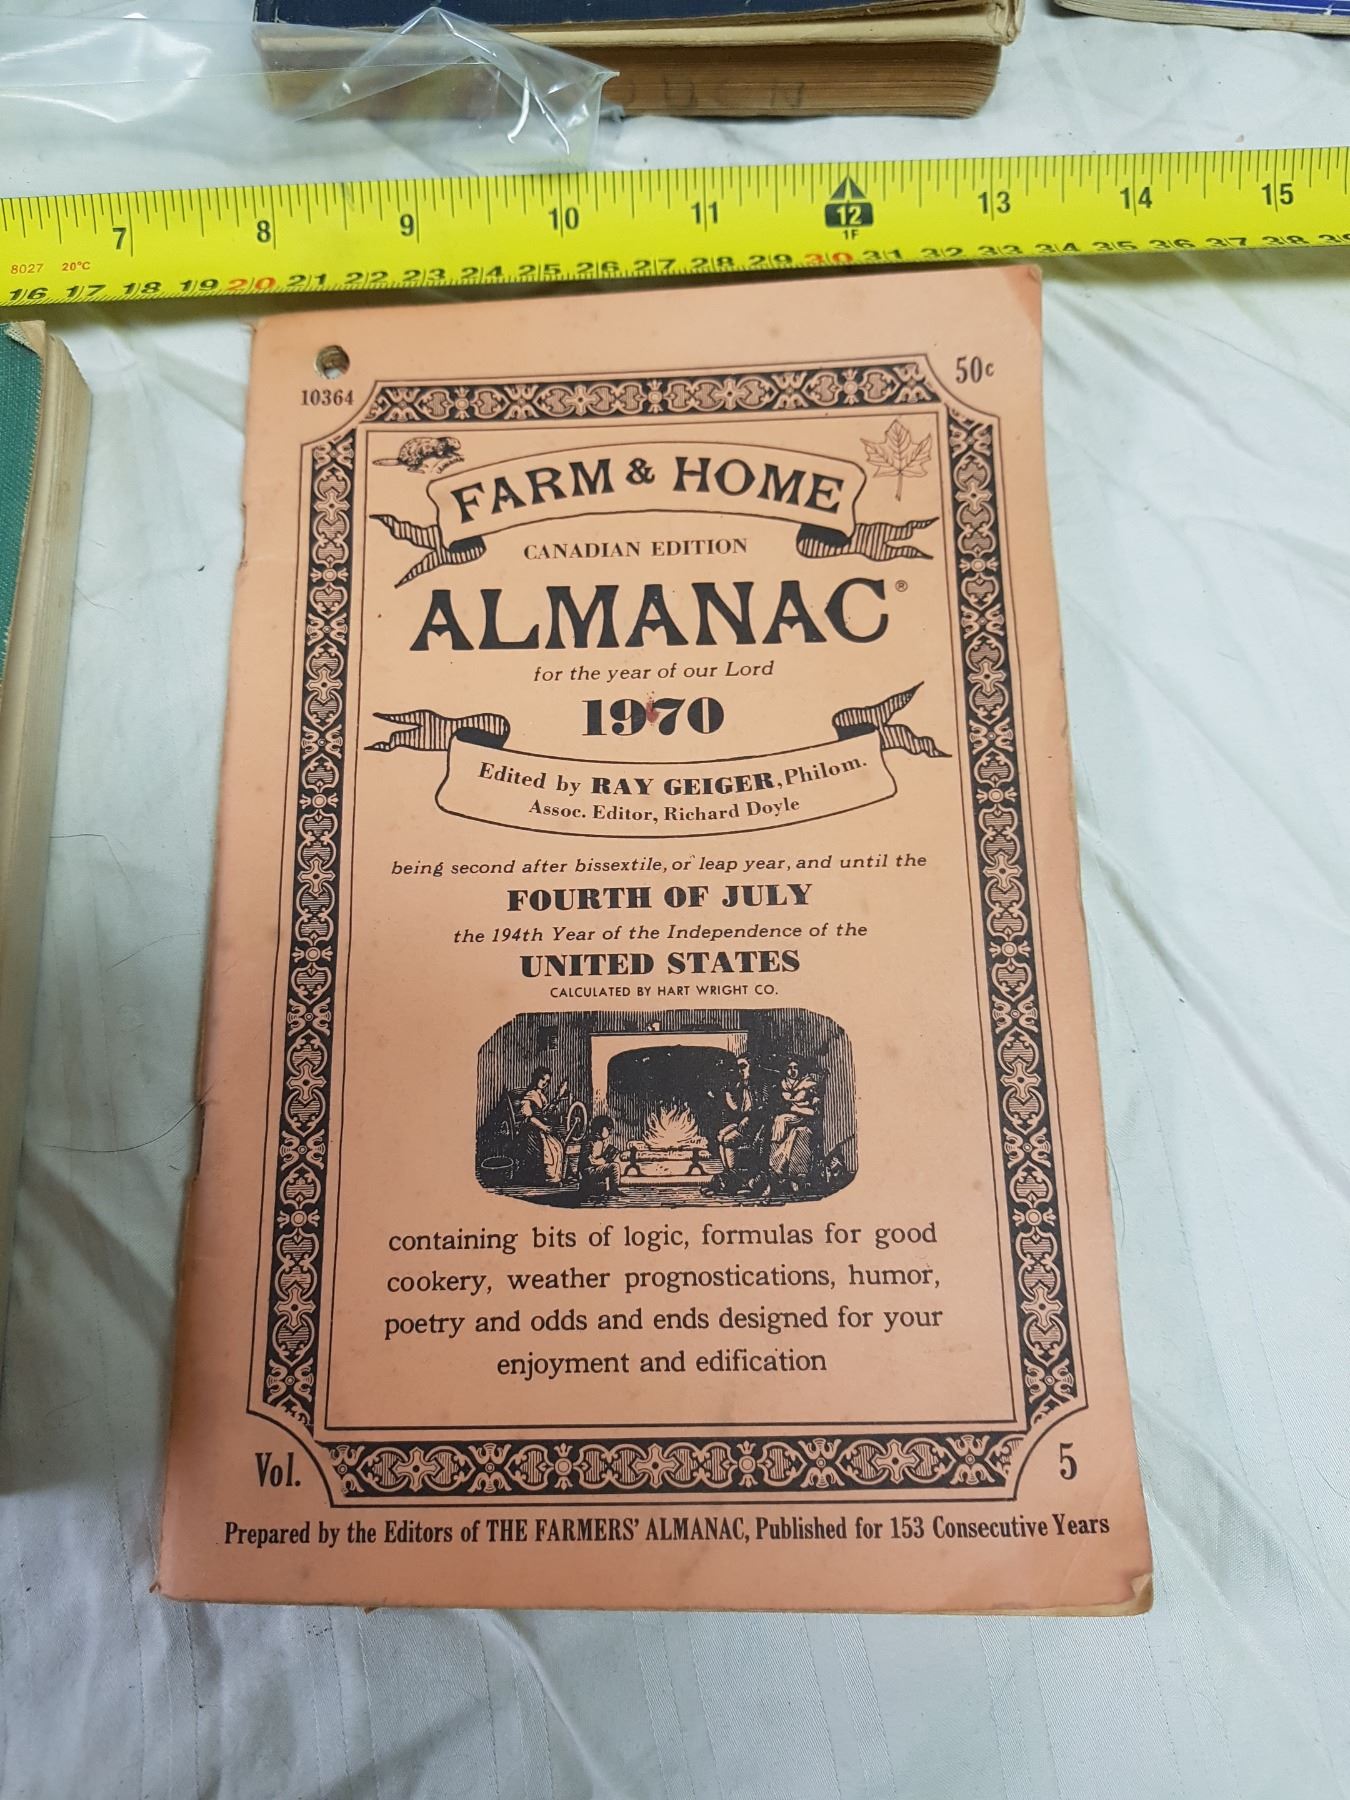 7 8 9 10 11 12 13 14 15
1F
8027 20°C
16 17 18 19 20 21 22 23 24 25 26 27 28 29 30 31 32 33 34 35 36 37 38 39
10364
50c
FARM & HOME
CANADIAN EDITION
ALMANAC®
for the year of our Lord
1970
Edited by RAY GEIGER, Philom.
Assoc. Editor, Richard Doyle
being second after bissextile, or leap year, and until the
FOURTH OF JULY
the 194th Year of the Independence of the
UNITED STATES
CALCULATED BY HART WRIGHT CO.
containing bits of logic, formulas for good
cookery, weather prognostications, humor,
poetry and odds and ends designed for your
enjoyment and edification
Vol. 5
Prepared by the Editors of THE FARMERS' ALMANAC, Published for 153 Consecutive Years